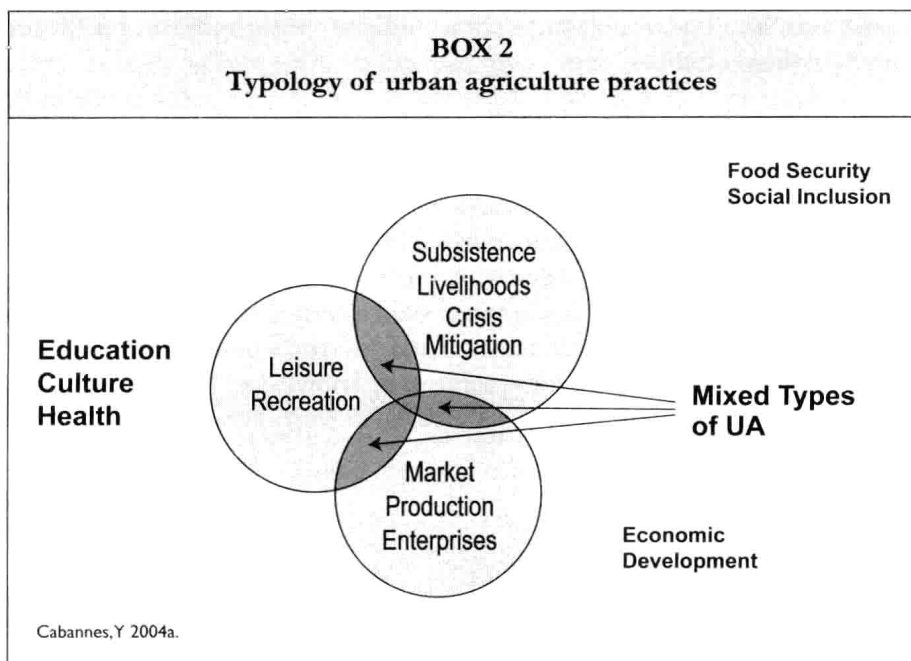 BOX 2
Typology of urban agriculture practices
Food Security
Social Inclusion
Subsistence
Livelihoods
Crisis
Mitigation
Education
Culture
Health
Leisure
Recreation
Mixed Types
of UA
Market
Production
Enterprises
Economic
Development
Cabannes, Y 2004a.